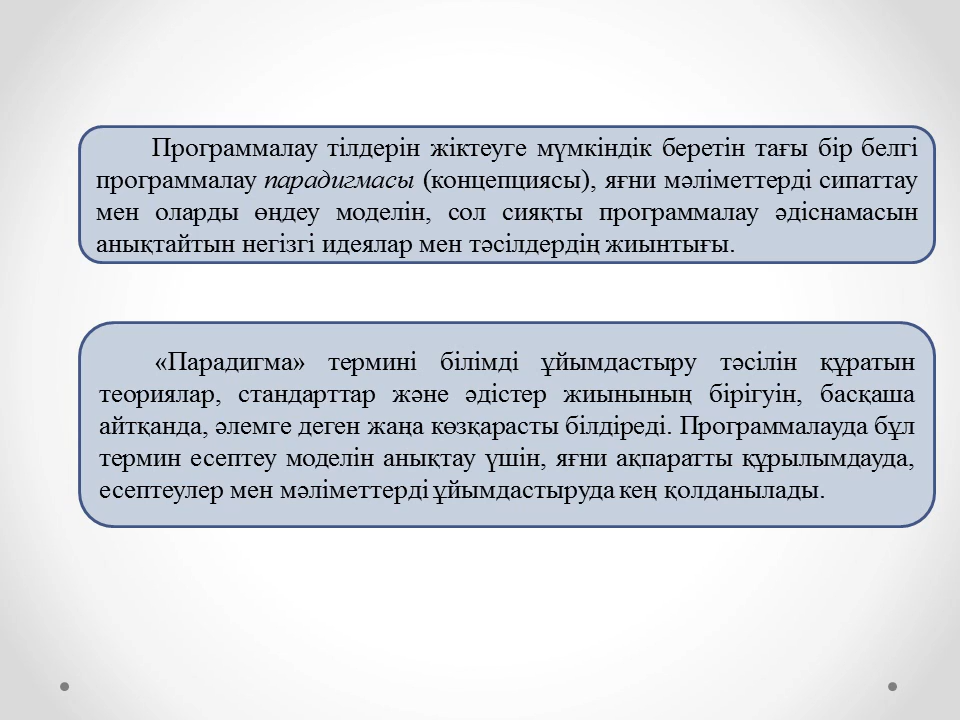 Программалау тілдерін жіктеуге мүмкіндік беретін тағы бір белгі
программалау парадигмасы (концепциясы), яғни мәліметтерді сипаттау
мен оларды өңдеу моделін, сол сияқты программалау әдіснамасын
анықтайтын негізгі идеялар мен тәсілдердің жиынтығы.
«Парадигма» термині білімді ұйымдастыру тәсілін құратын
теориялар, стандарттар және әдістер жиынының бірігуін, басқаша
айтқанда, әлемге деген жаңа көзқарасты білдіреді. Программалауда бұл
термин есептеу моделін анықтау үшін, яғни ақпаратты құрылымдауда,
есептеулер мен мәліметтерді ұйымдастыруда кең қолданылады.